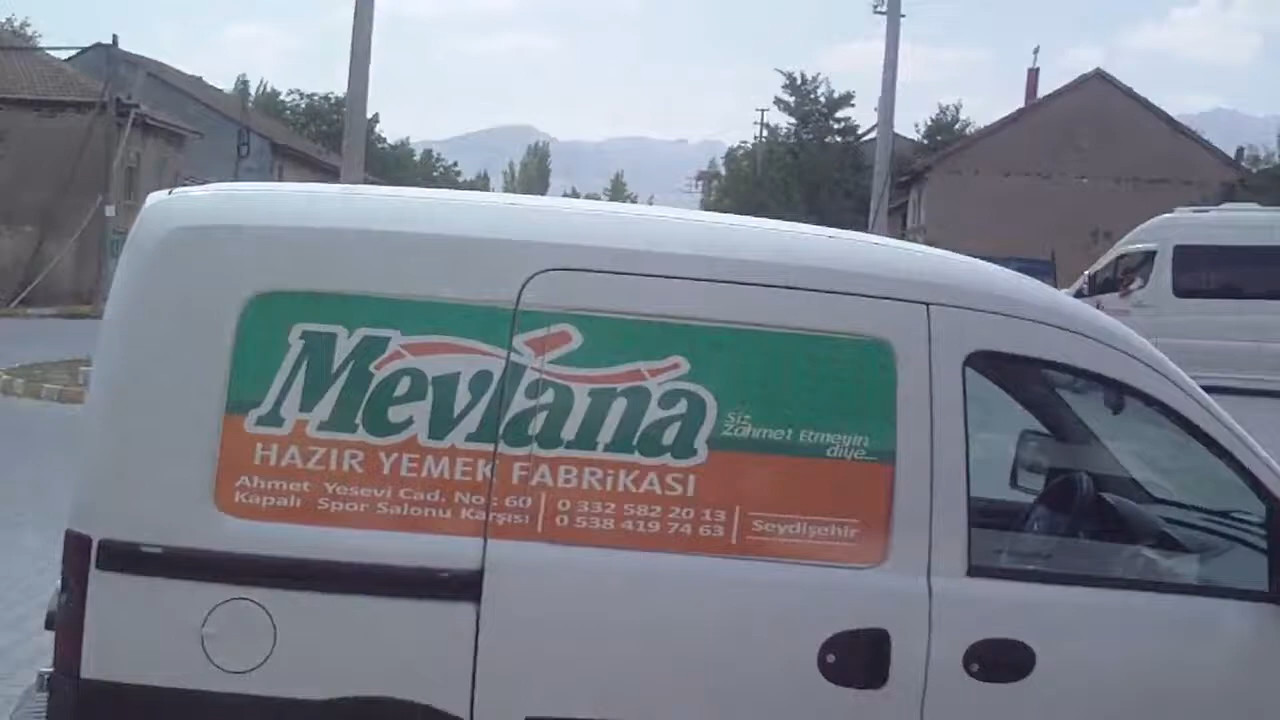 Mevlana
Siz
Zahmet Etmeyin
diye...
HAZIR YEMEK FABRiKASI
Ahmet Yesevi Cad. No: 60
Kapalı Spor Salonu Karşısı
0 332 582 20 13
0 538 419 74 63
Seydişehir